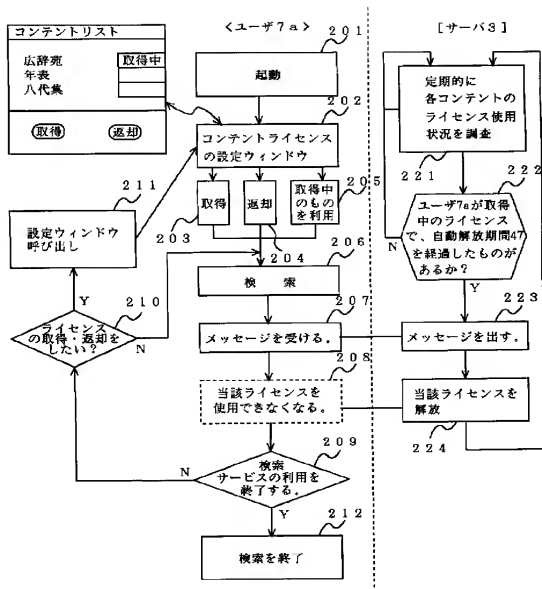 コンテントリスト
広辞苑 取得中
年表
八代集
取得 返却
<ユーザ7a>
201
起動
202
コンテントライセンス
の設定ウィンドウ
取得
返却
取得中
のものを利用
203
204
205
206
検索
207
メッセージを受ける。
208
当該ライセンスを
使用できなくなる。
209
検索
サービスの利用を
終了する。
N
Y
212
検索を終了
211
設定ウィンドウ
呼び出し
Y
210
ライセンス
の取得・返却を
したい?
N
[サーバ3]
定期的に
各コンテントの
ライセンス使用
状況を調査
221
222
ユーザ7aが取得
中のライセンス
で、自動解放期間47
を経過したものが
あるか?
N
Y
223
メッセージを出す。
当該ライセンスを
解放
224